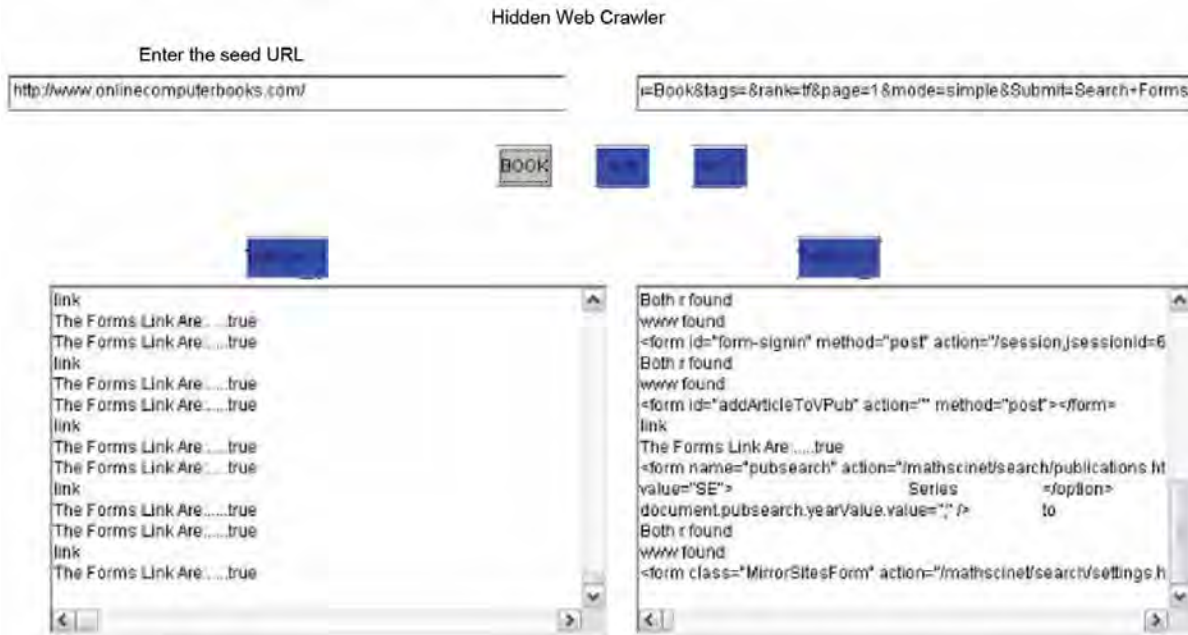 Hidden Web Crawler
Enter the seed URL
http://www.onlinecomputerbooks.com/
=Book&tags=&rank=tf&page=1&mode=simple&Submit=Search+Forms
BOOK
link
The Forms Link Are......true
The Forms Link Are......true
link
The Forms Link Are......true
The Forms Link Are......true
link
The Forms Link Are......true
The Forms Link Are......true
link
The Forms Link Are......true
The Forms Link Are......true
link
The Forms Link Are......true
Both r found
www found
<form id="form-signin" method="post" action="/session;jsessionid=6
Both r found
www found
<form id="addArticleToVPub" action="" method="post"></form>
link
The Forms Link Are......true
<form name="pubsearch" action="/mathscinet/search/publications.ht
value="SE"> Series </option>
document.pubsearch.yearValue.value=";" /> to
Both r found
www found
<form class="MirrorSitesForm" action="/mathscinet/search/settings.h